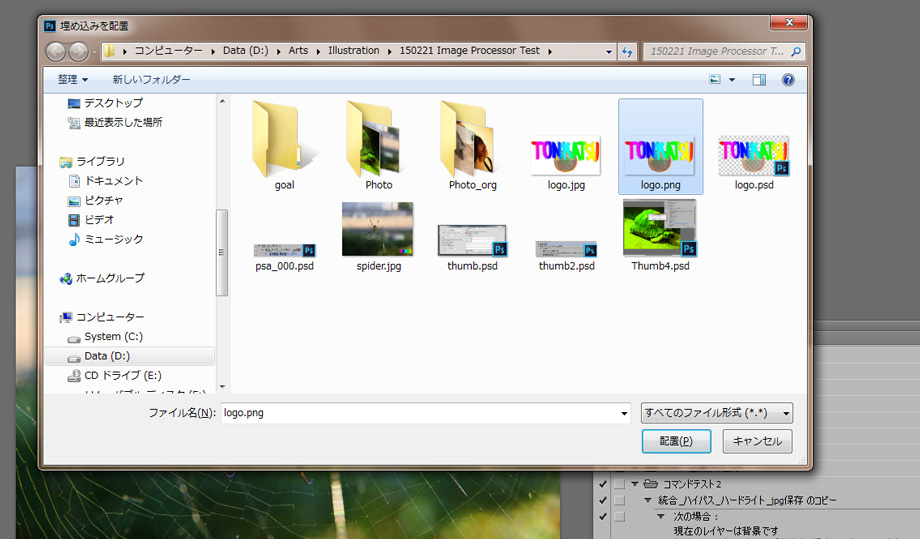 Ps 埋め込みを配置
コンピューター ▸ Data (D:) ▸ Arts ▸ Illustration ▸ 150221 Image Processor Test ▸
150221 Image Processor T...
整理 ▼ 新しいフォルダー
デスクトップ
最近表示した場所
ライブラリ
ドキュメント
ピクチャ
ビデオ
ミュージック
ホームグループ
コンピューター
System (C:)
Data (D:)
CD ドライブ (E:)
goal
Photo
Photo_org
TONKATSU
logo.jpg
TONKATSU
logo.png
TONKATSU
Ps
logo.psd
Ps
psa_000.psd
spider.jpg
Ps
thumb.psd
Ps
thumb2.psd
Ps
Thumb4.psd
ファイル名(N): logo.png
すべてのファイル形式 (*.*)
配置(P) キャンセル
コマンドテスト2
統合_ハイパス_ハードライト_jpg保存 のコピー
次の場合 :
現在のレイヤーは背景です